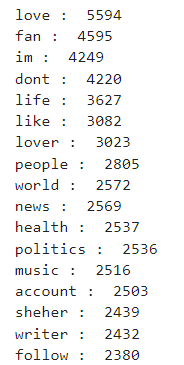 love :  5594
fan :  4595
im :  4249
dont :  4220
life :  3627
like :  3082
lover :  3023
people :  2805
world :  2572
news :  2569
health :  2537
politics :  2536
music :  2516
account :  2503
sheher :  2439
writer :  2432
follow :  2380